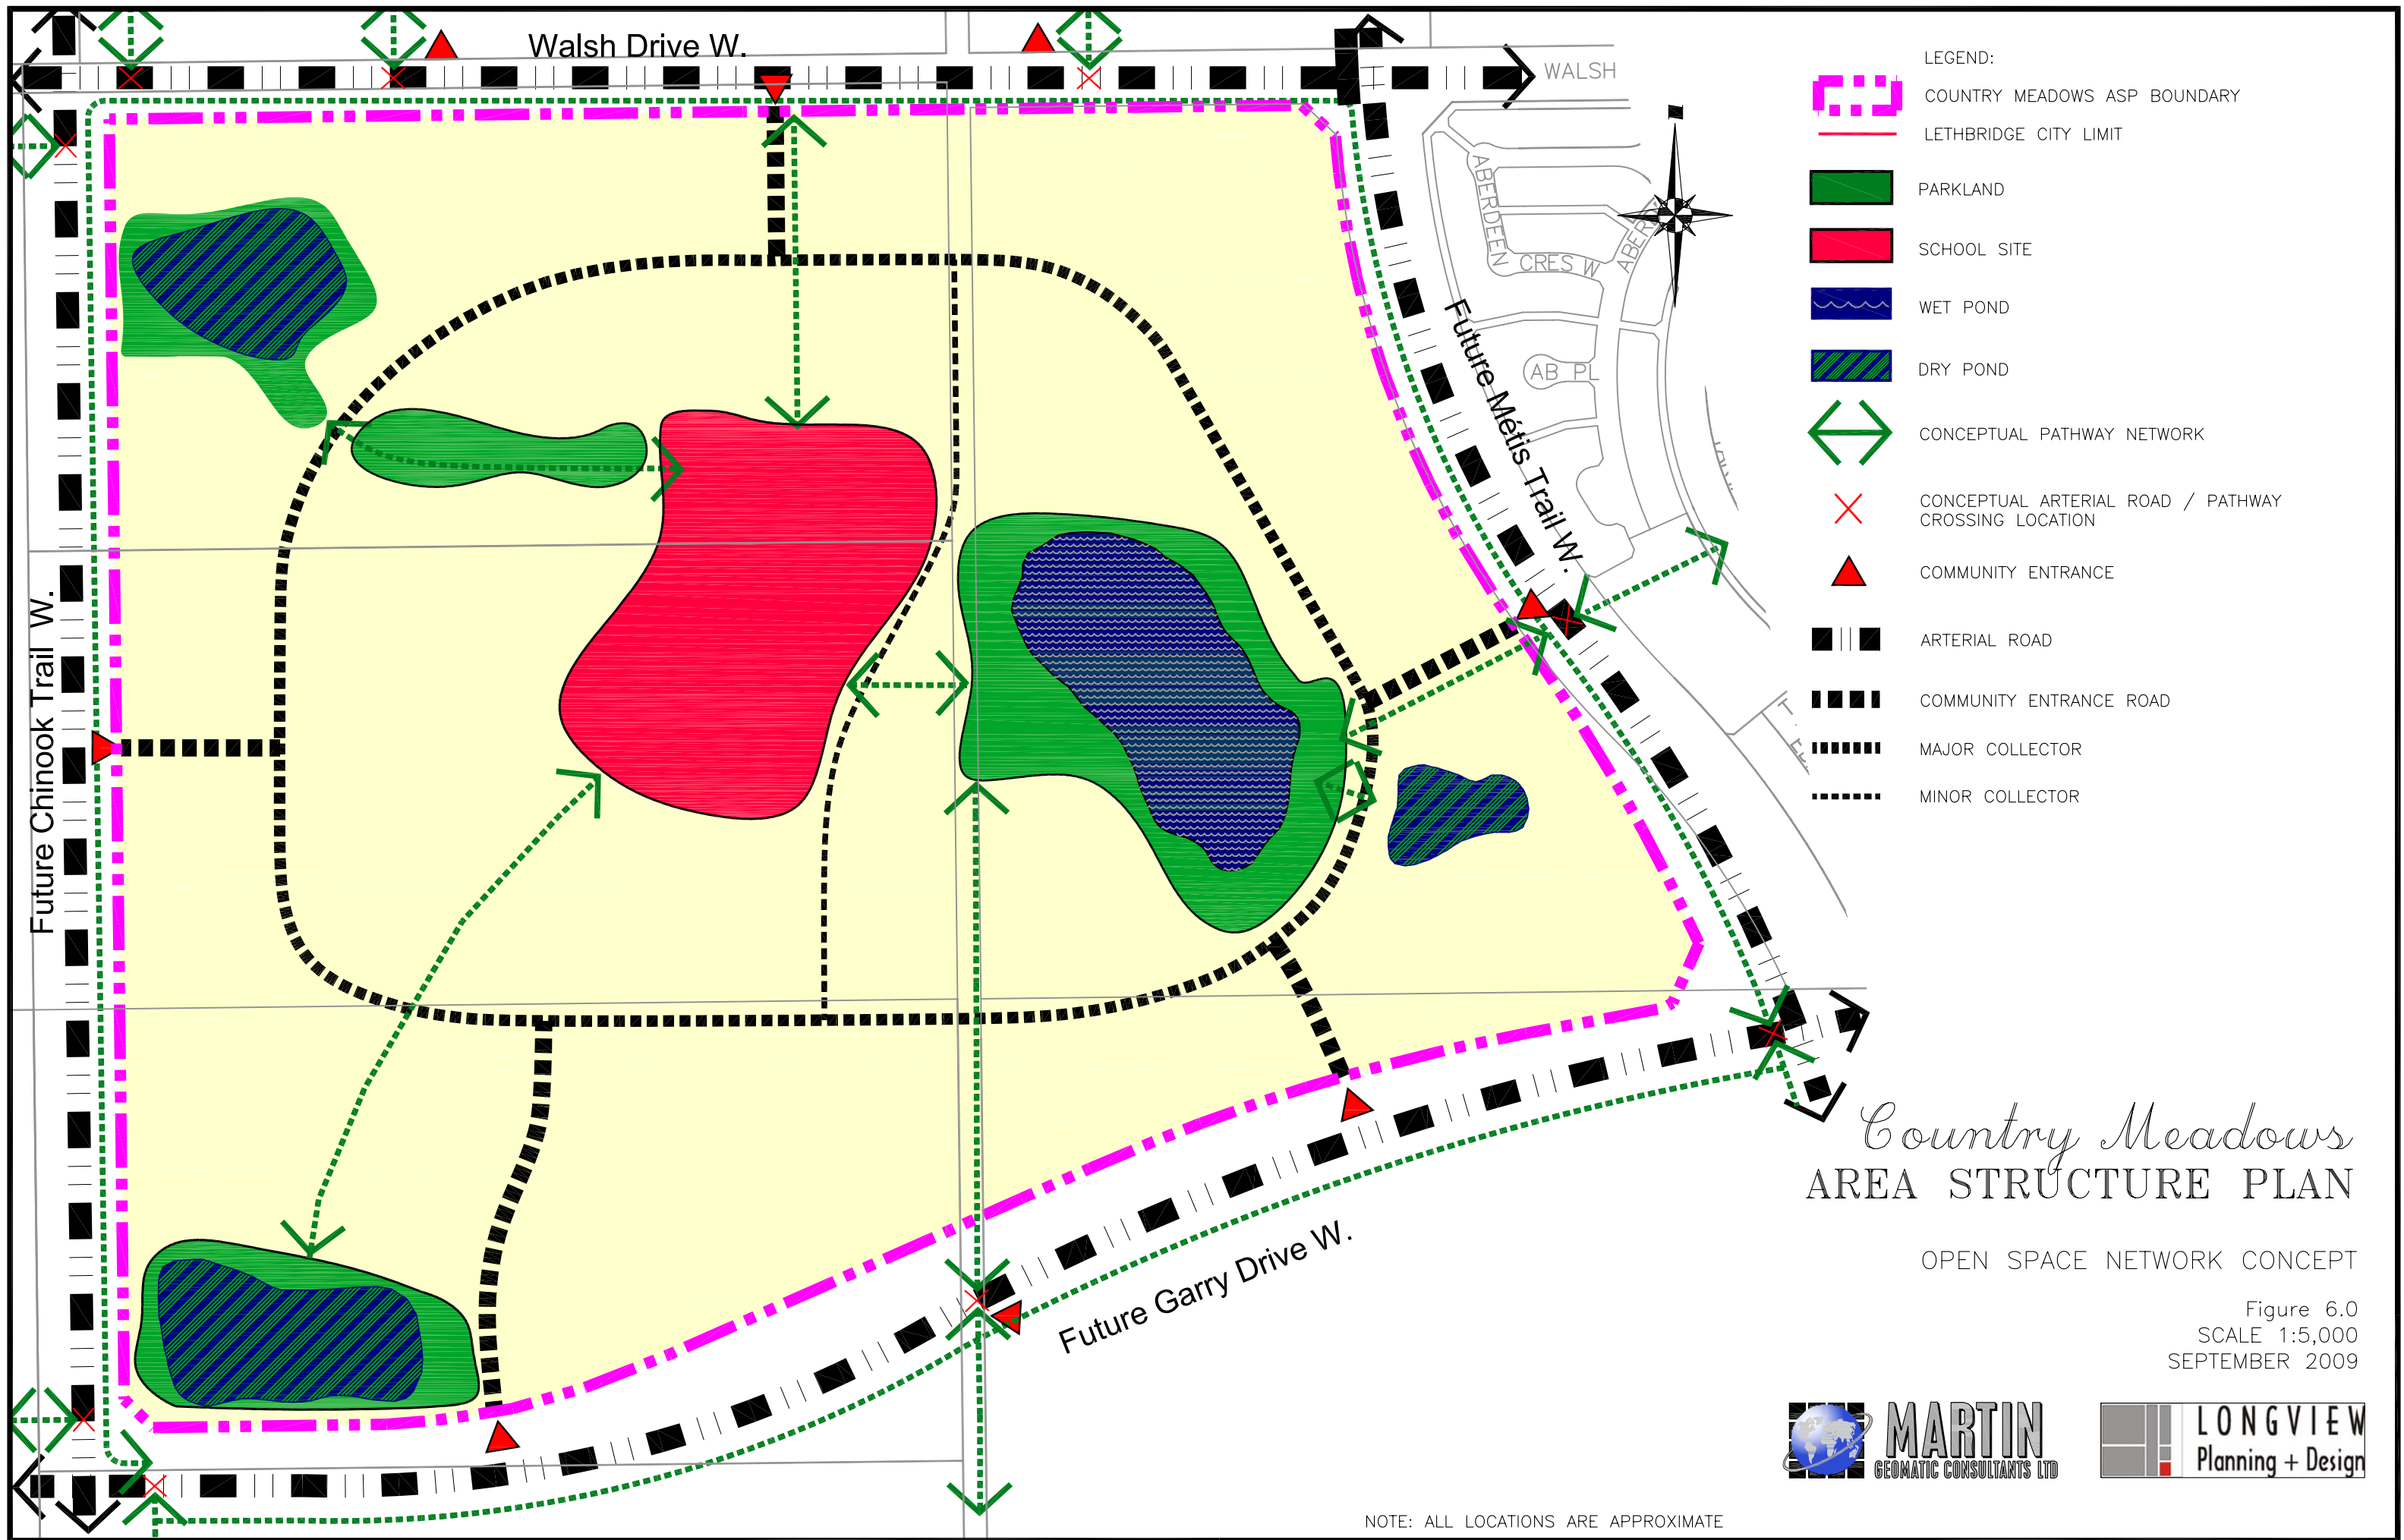 Walsh Drive W.
WALSH
LEGEND:
COUNTRY MEADOWS ASP BOUNDARY
LETHBRIDGE CITY LIMIT
PARKLAND
SCHOOL SITE
WET POND
DRY POND
CONCEPTUAL PATHWAY NETWORK
CONCEPTUAL ARTERIAL ROAD / PATHWAY
CROSSING LOCATION
COMMUNITY ENTRANCE
ARTERIAL ROAD
COMMUNITY ENTRANCE ROAD
MAJOR COLLECTOR
MINOR COLLECTOR
ABERDEEN
CRES W
AB PL
Future Métis Trail W.
Future Chinook Trail W.
Future Garry Drive W.
Country Meadows
AREA STRUCTURE PLAN
OPEN SPACE NETWORK CONCEPT
Figure 6.0
SCALE 1:5,000
SEPTEMBER 2009
MARTIN
GEOMATIC CONSULTANTS LTD
LONGVIEW
Planning + Design
NOTE: ALL LOCATIONS ARE APPROXIMATE